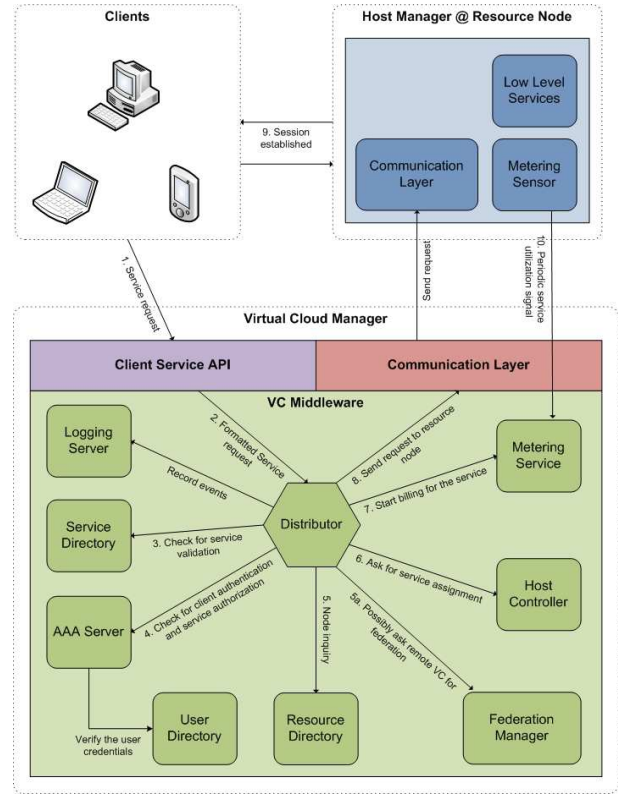 Clients
Host Manager @ Resource Node
Low Level
Services
9. Session
established
Communication
Layer
Metering
Sensor
1. Service request
Send request
10. Periodic service
utilization signal
Virtual Cloud Manager
Client Service API
Communication Layer
VC Middleware
Logging
Server
2. Formatted Service
request
8. Send request to resource
node
Metering
Service
Record events
7. Start billing for the service
Distributor
Service
Directory
3. Check for service
validation
6. Ask for service assignment
Host
Controller
AAA Server
4. Check for client authentication
and service authorization
5. Node inquiry
5a. Possibly ask remote VC for
federation
Verify the user
credentials
User
Directory
Resource
Directory
Federation
Manager